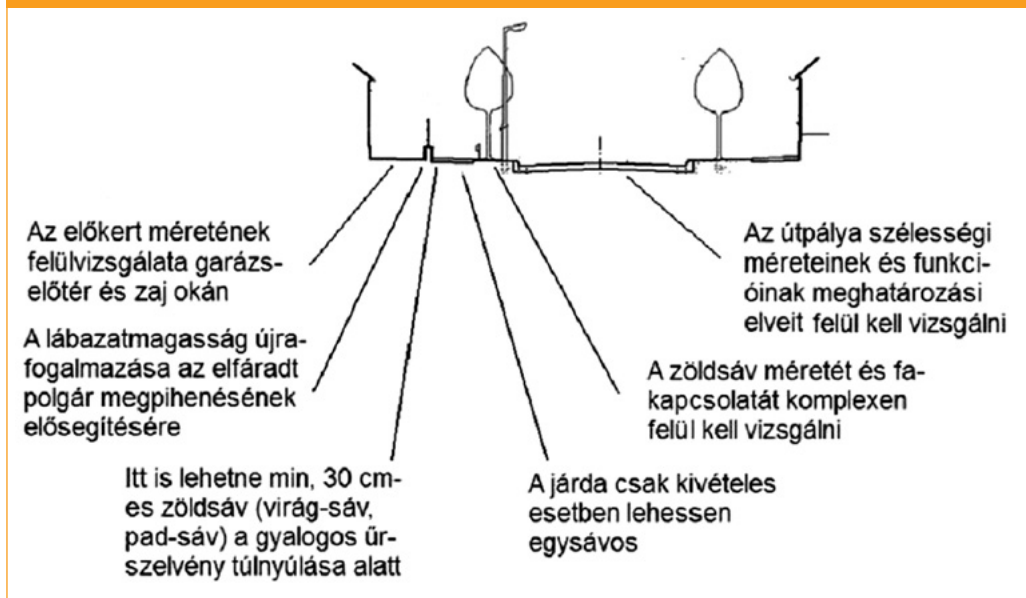 Az előkert méretének
felülvizsgálata garázs-
előtér és zaj okán
A lábazatmagasság újra-
fogalmazása az elfáradt
polgár megpihenésének
elősegítésére
Itt is lehetne min, 30 cm-
es zöldsáv (virág-sáv,
pad-sáv) a gyalogos űr-
szelvény túlnyúlása alatt
A járda csak kivételes
esetben lehessen
egysávos
A zöldsáv méretét és fa-
kapcsolatát komplexen
felül kell vizsgálni
Az útpálya szélességi
méreteinek és funkci-
óinak meghatározási
elveit felül kell vizsgálni